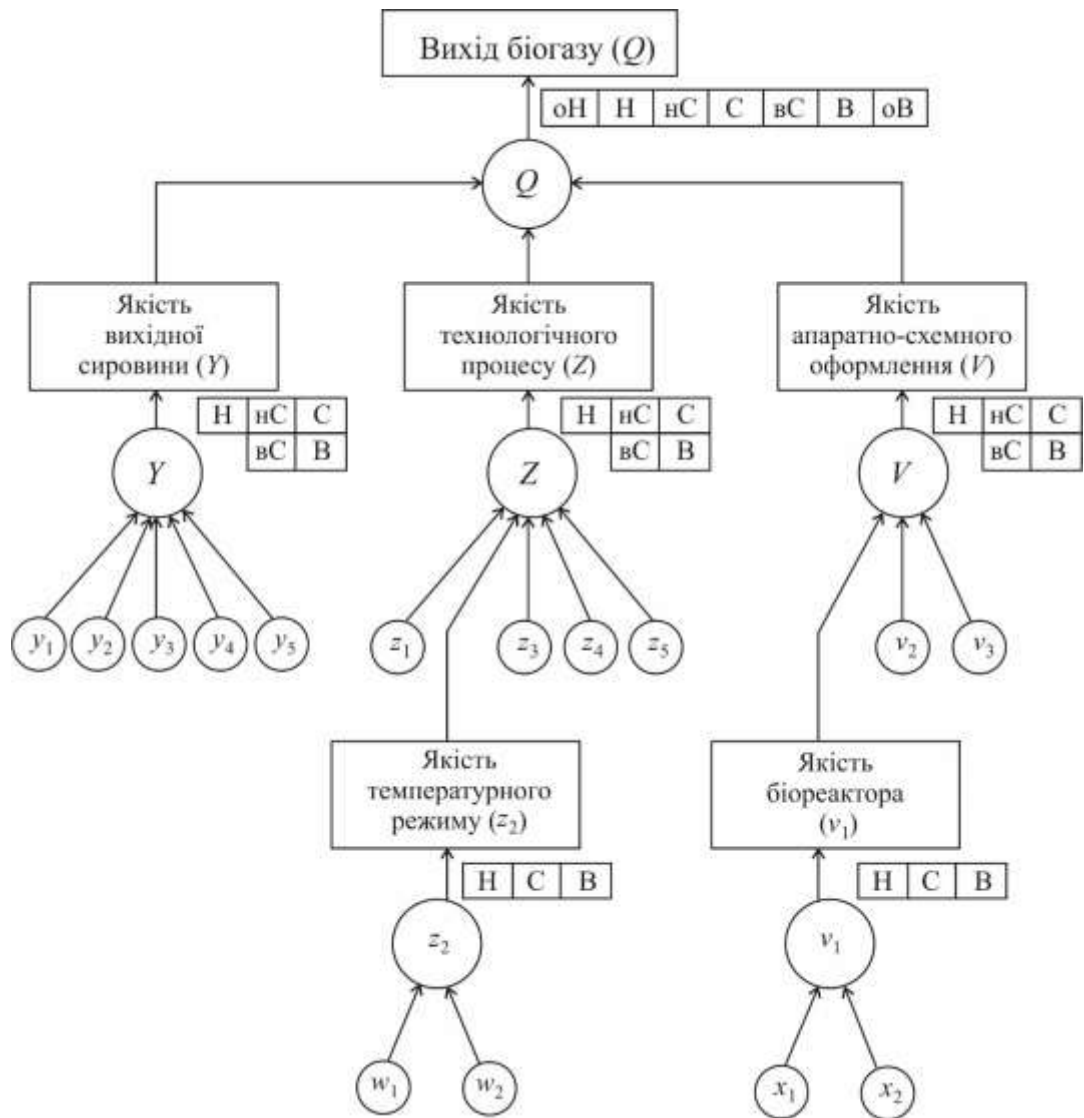 Вихід біогазу (Q)
оН Н нС С вС В оВ
Q
Якість
вихідної
сировини (Y)
Якість
технологічного
процесу (Z)
Якість
апаратно-схемного
оформлення (V)
Н нС С
вС В
Н нС С
вС В
Н нС С
вС В
Y
Z
V
y₁ y₂ y₃ y₄ y₅
z₁ z₃ z₄ z₅
v₂ v₃
Якість
температурного
режиму (z₂)
Якість
біореактора
(v₁)
Н С В
Н С В
z₂
v₁
w₁ w₂
x₁ x₂